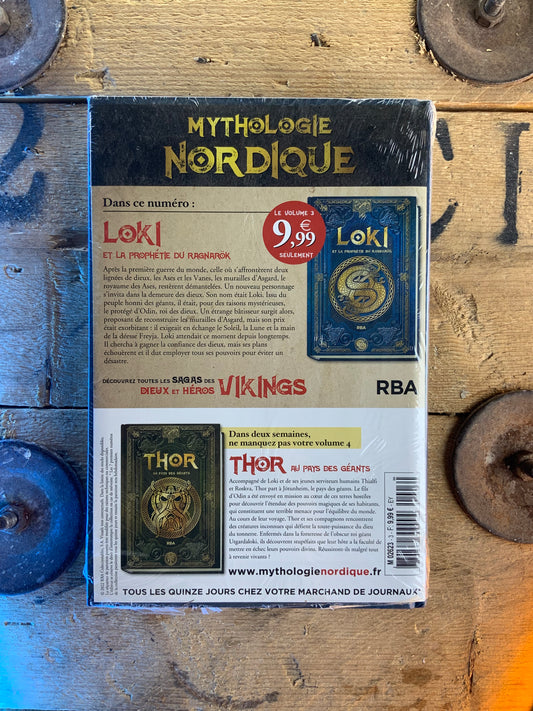 MYTHOLOGIE
NORDIQUE
Dans ce numéro :
LOKI
ET LA PROPHÉTIE DU RAGNARÖK
LE VOLUME 3
9,99 €
SEULEMENT
LOKI
ET LA PROPHÉTIE DU RAGNARÖK
RBA
Après la première guerre du monde, celle où s'affrontèrent deux
lignées de dieux, les Ases et les Vanes, les murailles d'Asgard, le
royaume des Ases, restèrent démantelées. Un nouveau personnage
s'invita dans la demeure des dieux. Son nom était Loki. Issu du
peuple honni des géants, il était, pour des raisons mystérieuses,
le protégé d'Odin, roi des dieux. Un étrange bâtisseur surgit alors,
proposant de reconstruire les murailles d'Asgard, mais son prix
était exorbitant : il exigeait en échange le Soleil, la Lune et la main
de la déesse Freyja. Loki attendait ce moment depuis longtemps.
Il chercha à gagner la confiance des dieux, mais ses plans
échouèrent et il dut employer tous ses pouvoirs pour éviter un
désastre.
DÉCOUVREZ TOUTES LES SAGAS DES
DIEUX ET HÉROS VIKINGS
RBA
Dans deux semaines,
ne manquez pas votre volume 4
THOR
AU PAYS DES GÉANTS
RBA
THOR AU PAYS DES GÉANTS
Accompagné de Loki et de ses jeunes serviteurs humains Thialfi
et Roskva, Thor part à Jötunheim, le pays des géants. Le fils
d'Odin a été envoyé en mission au cœur de ces terres hostiles
pour découvrir l'étendue des pouvoirs magiques de ses habitants,
qui constituent une terrible menace pour l'équilibre du monde.
Au cours de leur voyage, Thor et ses compagnons rencontrent
des créatures inconnues qui défient la toute-puissance du dieu
du tonnerre. Enfermés dans la forteresse de l'obscur roi géant
Utgardaloki, ils découvrent stupéfaits que leur hôte a la faculté de
mettre en échec leurs pouvoirs divins. Réussiront-ils malgré tout
à revenir vivants !
www.mythologienordique.fr
TOUS LES QUINZE JOURS CHEZ VOTRE MARCHAND DE JOURNAUX*
M 02623 - 3 - F: 9,99 € - EY